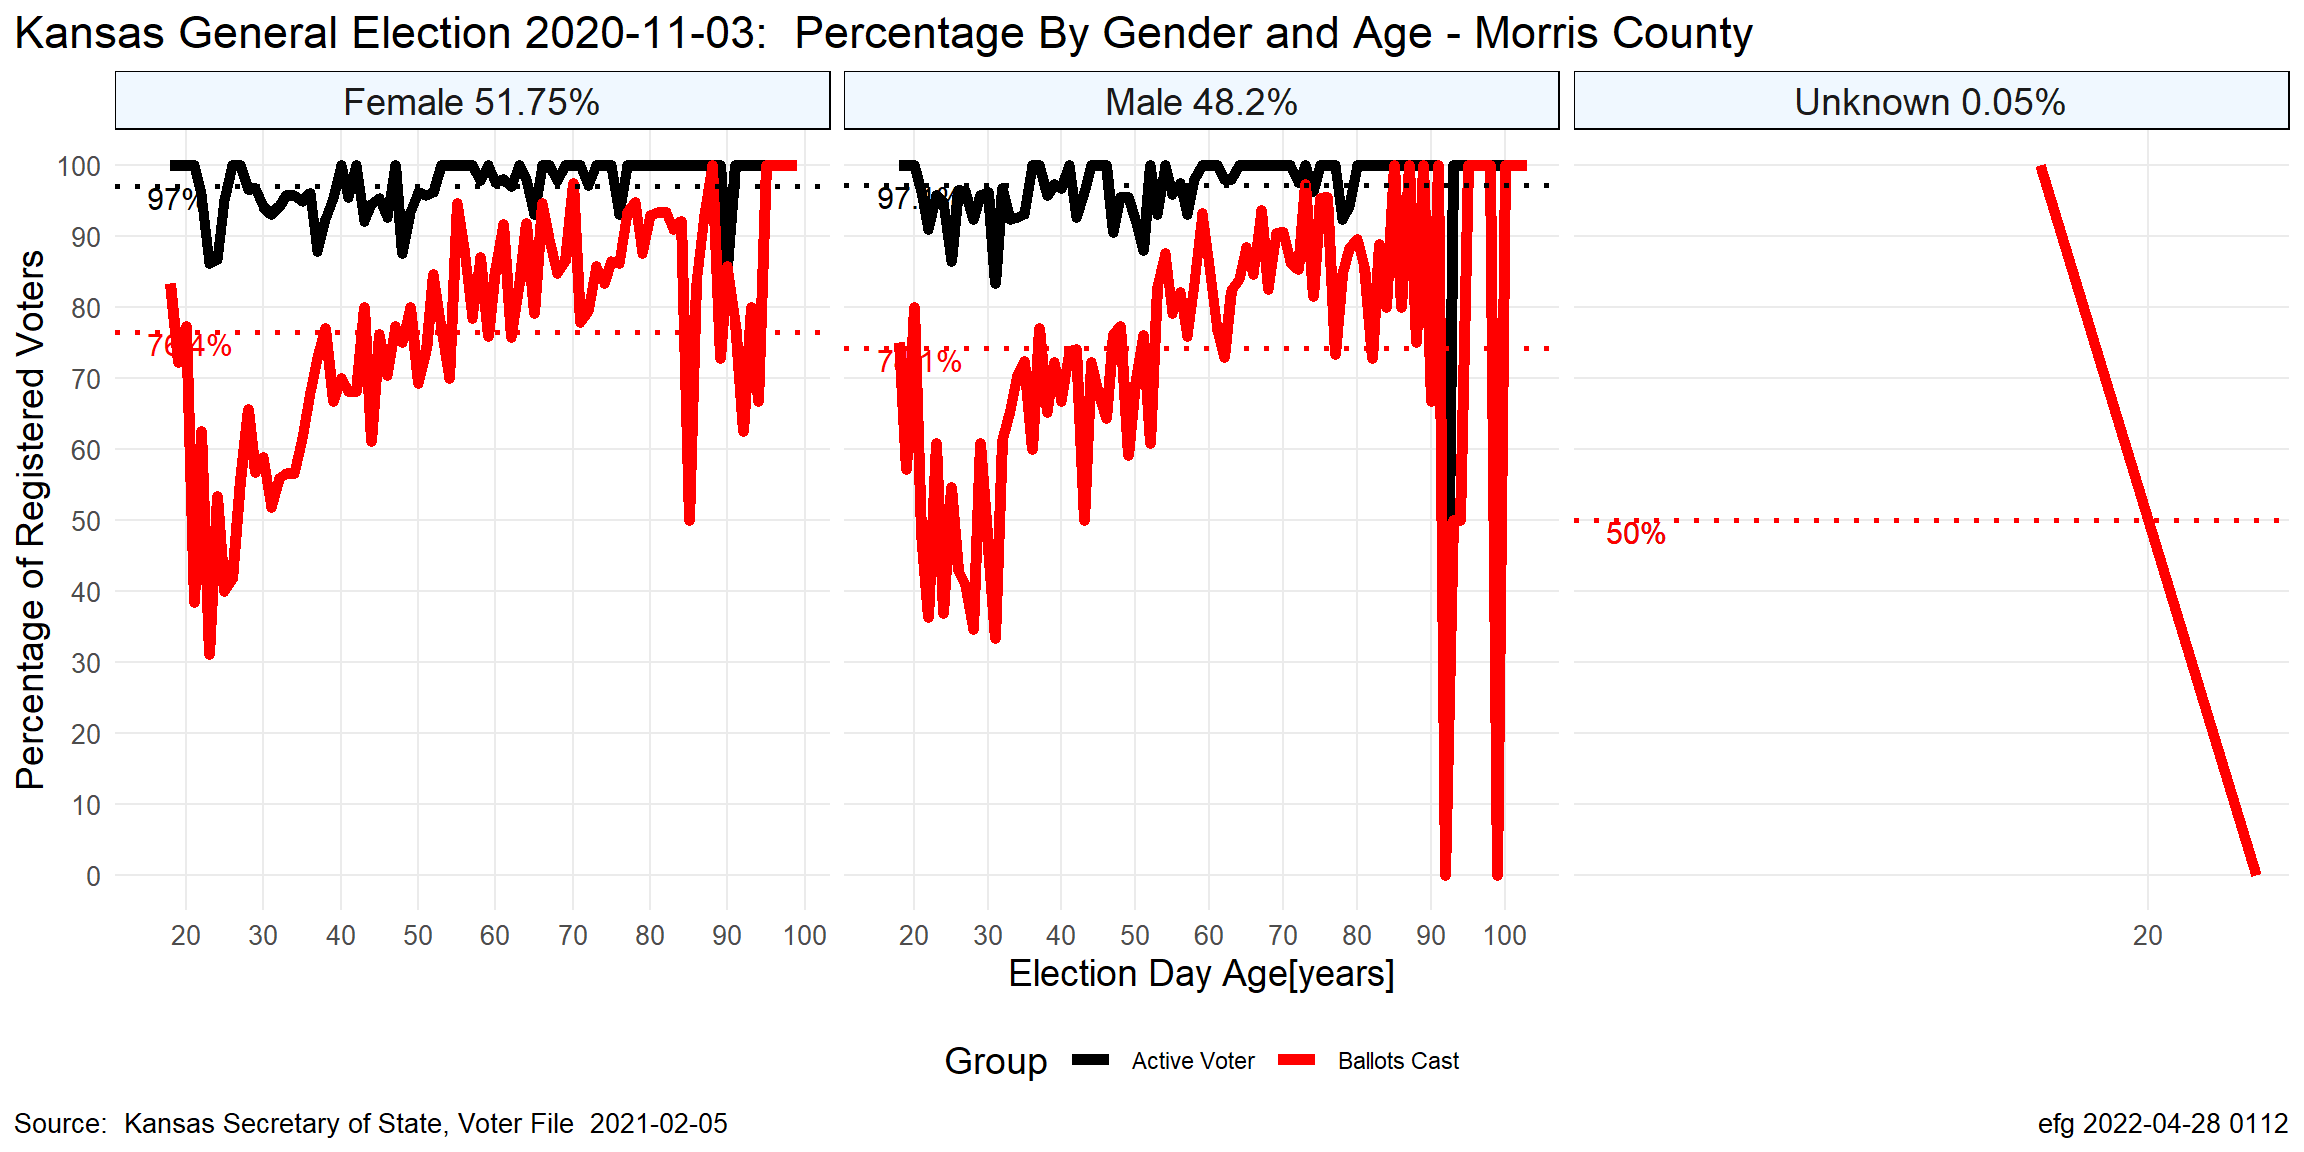 Kansas General Election 2020-11-03:  Percentage By Gender and Age - Morris County
Female 51.75%
Male 48.2%
Unknown 0.05%
Percentage of Registered Voters
100
90
80
70
60
50
40
30
20
10
0
97%
76.4%
50%
20 30 40 50 60 70 80 90 100
20 30 40 50 60 70 80 90 100
20
Election Day Age[years]
Group Active Voter Ballots Cast
Source:  Kansas Secretary of State, Voter File  2021-02-05
efg 2022-04-28 0112